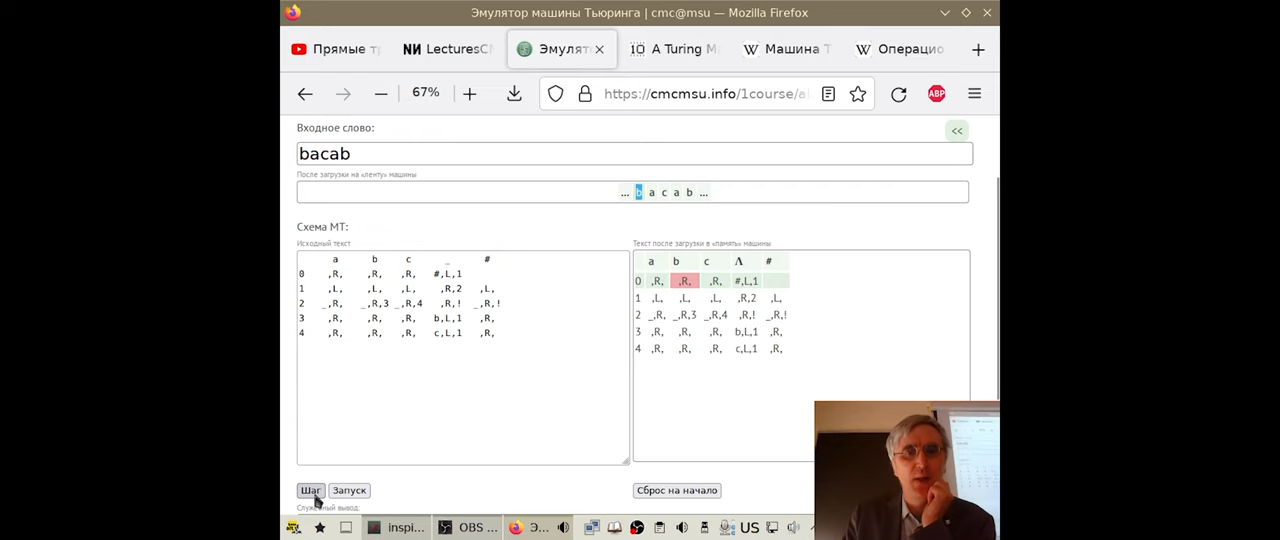 Эмулятор машины Тьюринга | cmc@msu — Mozilla Firefox
Прямые т
LecturesC
Эмулят
A Turing M
Машина Т
Операцио
67%
https://cmcmsu.info/1course/a
ABP
Входное слово:
<<
bacab
После загрузки на «ленту» машины
... b a c a b ...
Схема МТ:
Исходный текст
a b c _ #
0 ,R, ,R, ,R, #,L,1
1 ,L, ,L, ,L, ,R,2 ,L,
2 _,R, _,R,3 _,R,4 ,R,! _,R,!
3 ,R, ,R, ,R, b,L,1 ,R,
4 ,R, ,R, ,R, c,L,1 ,R,
Текст после загрузки в «память» машины
a b c Λ #
0 ,R, ,R, ,R, #,L,1
1 ,L, ,L, ,L, ,R,2 ,L,
2 _,R, _,R,3 _,R,4 ,R,! _,R,!
3 ,R, ,R, ,R, b,L,1 ,R,
4 ,R, ,R, ,R, c,L,1 ,R,
Шаг Запуск
Сброс на начало
Служебный вывод:
inspi...
OBS ...
Э...
US